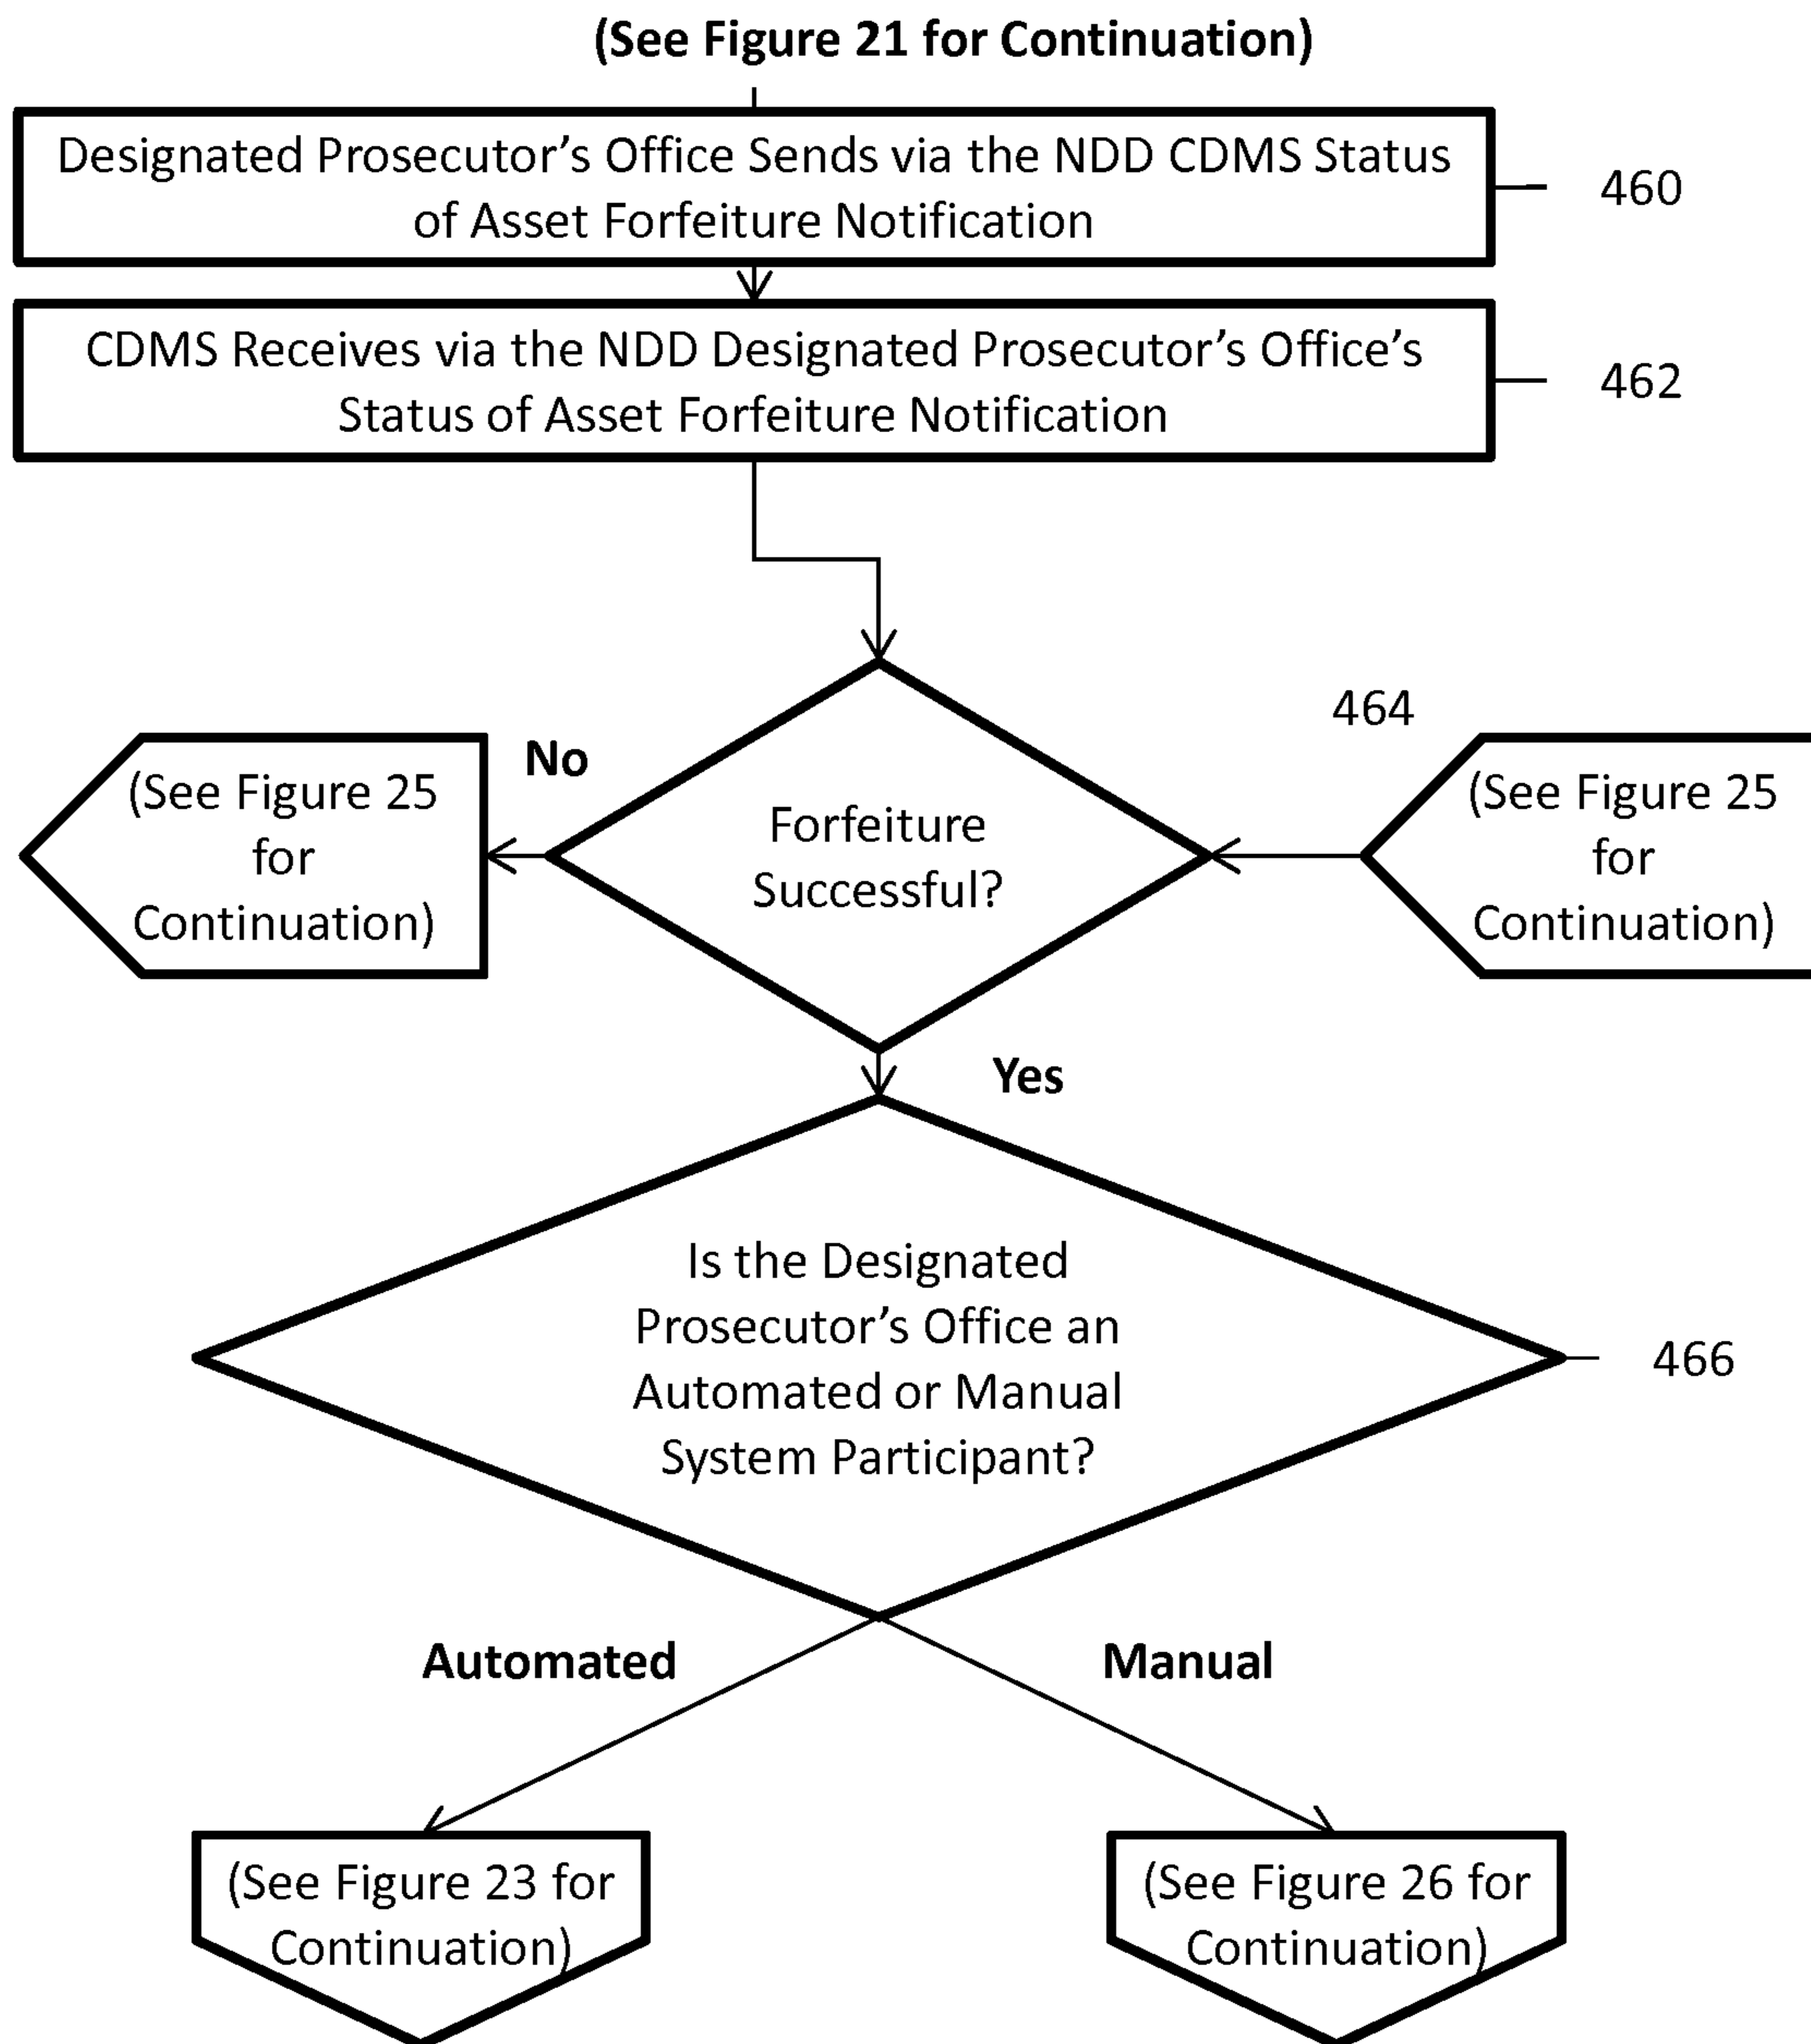 (See Figure 21 for Continuation)
Designated Prosecutor’s Office Sends via the NDD CDMS Status
of Asset Forfeiture Notification
460
CDMS Receives via the NDD Designated Prosecutor’s Office’s
Status of Asset Forfeiture Notification
462
464
No
(See Figure 25
for
Continuation)
Forfeiture
Successful?
(See Figure 25
for
Continuation)
Yes
Is the Designated
Prosecutor’s Office an
Automated or Manual
System Participant?
466
Automated
Manual
(See Figure 23 for
Continuation)
(See Figure 26 for
Continuation)